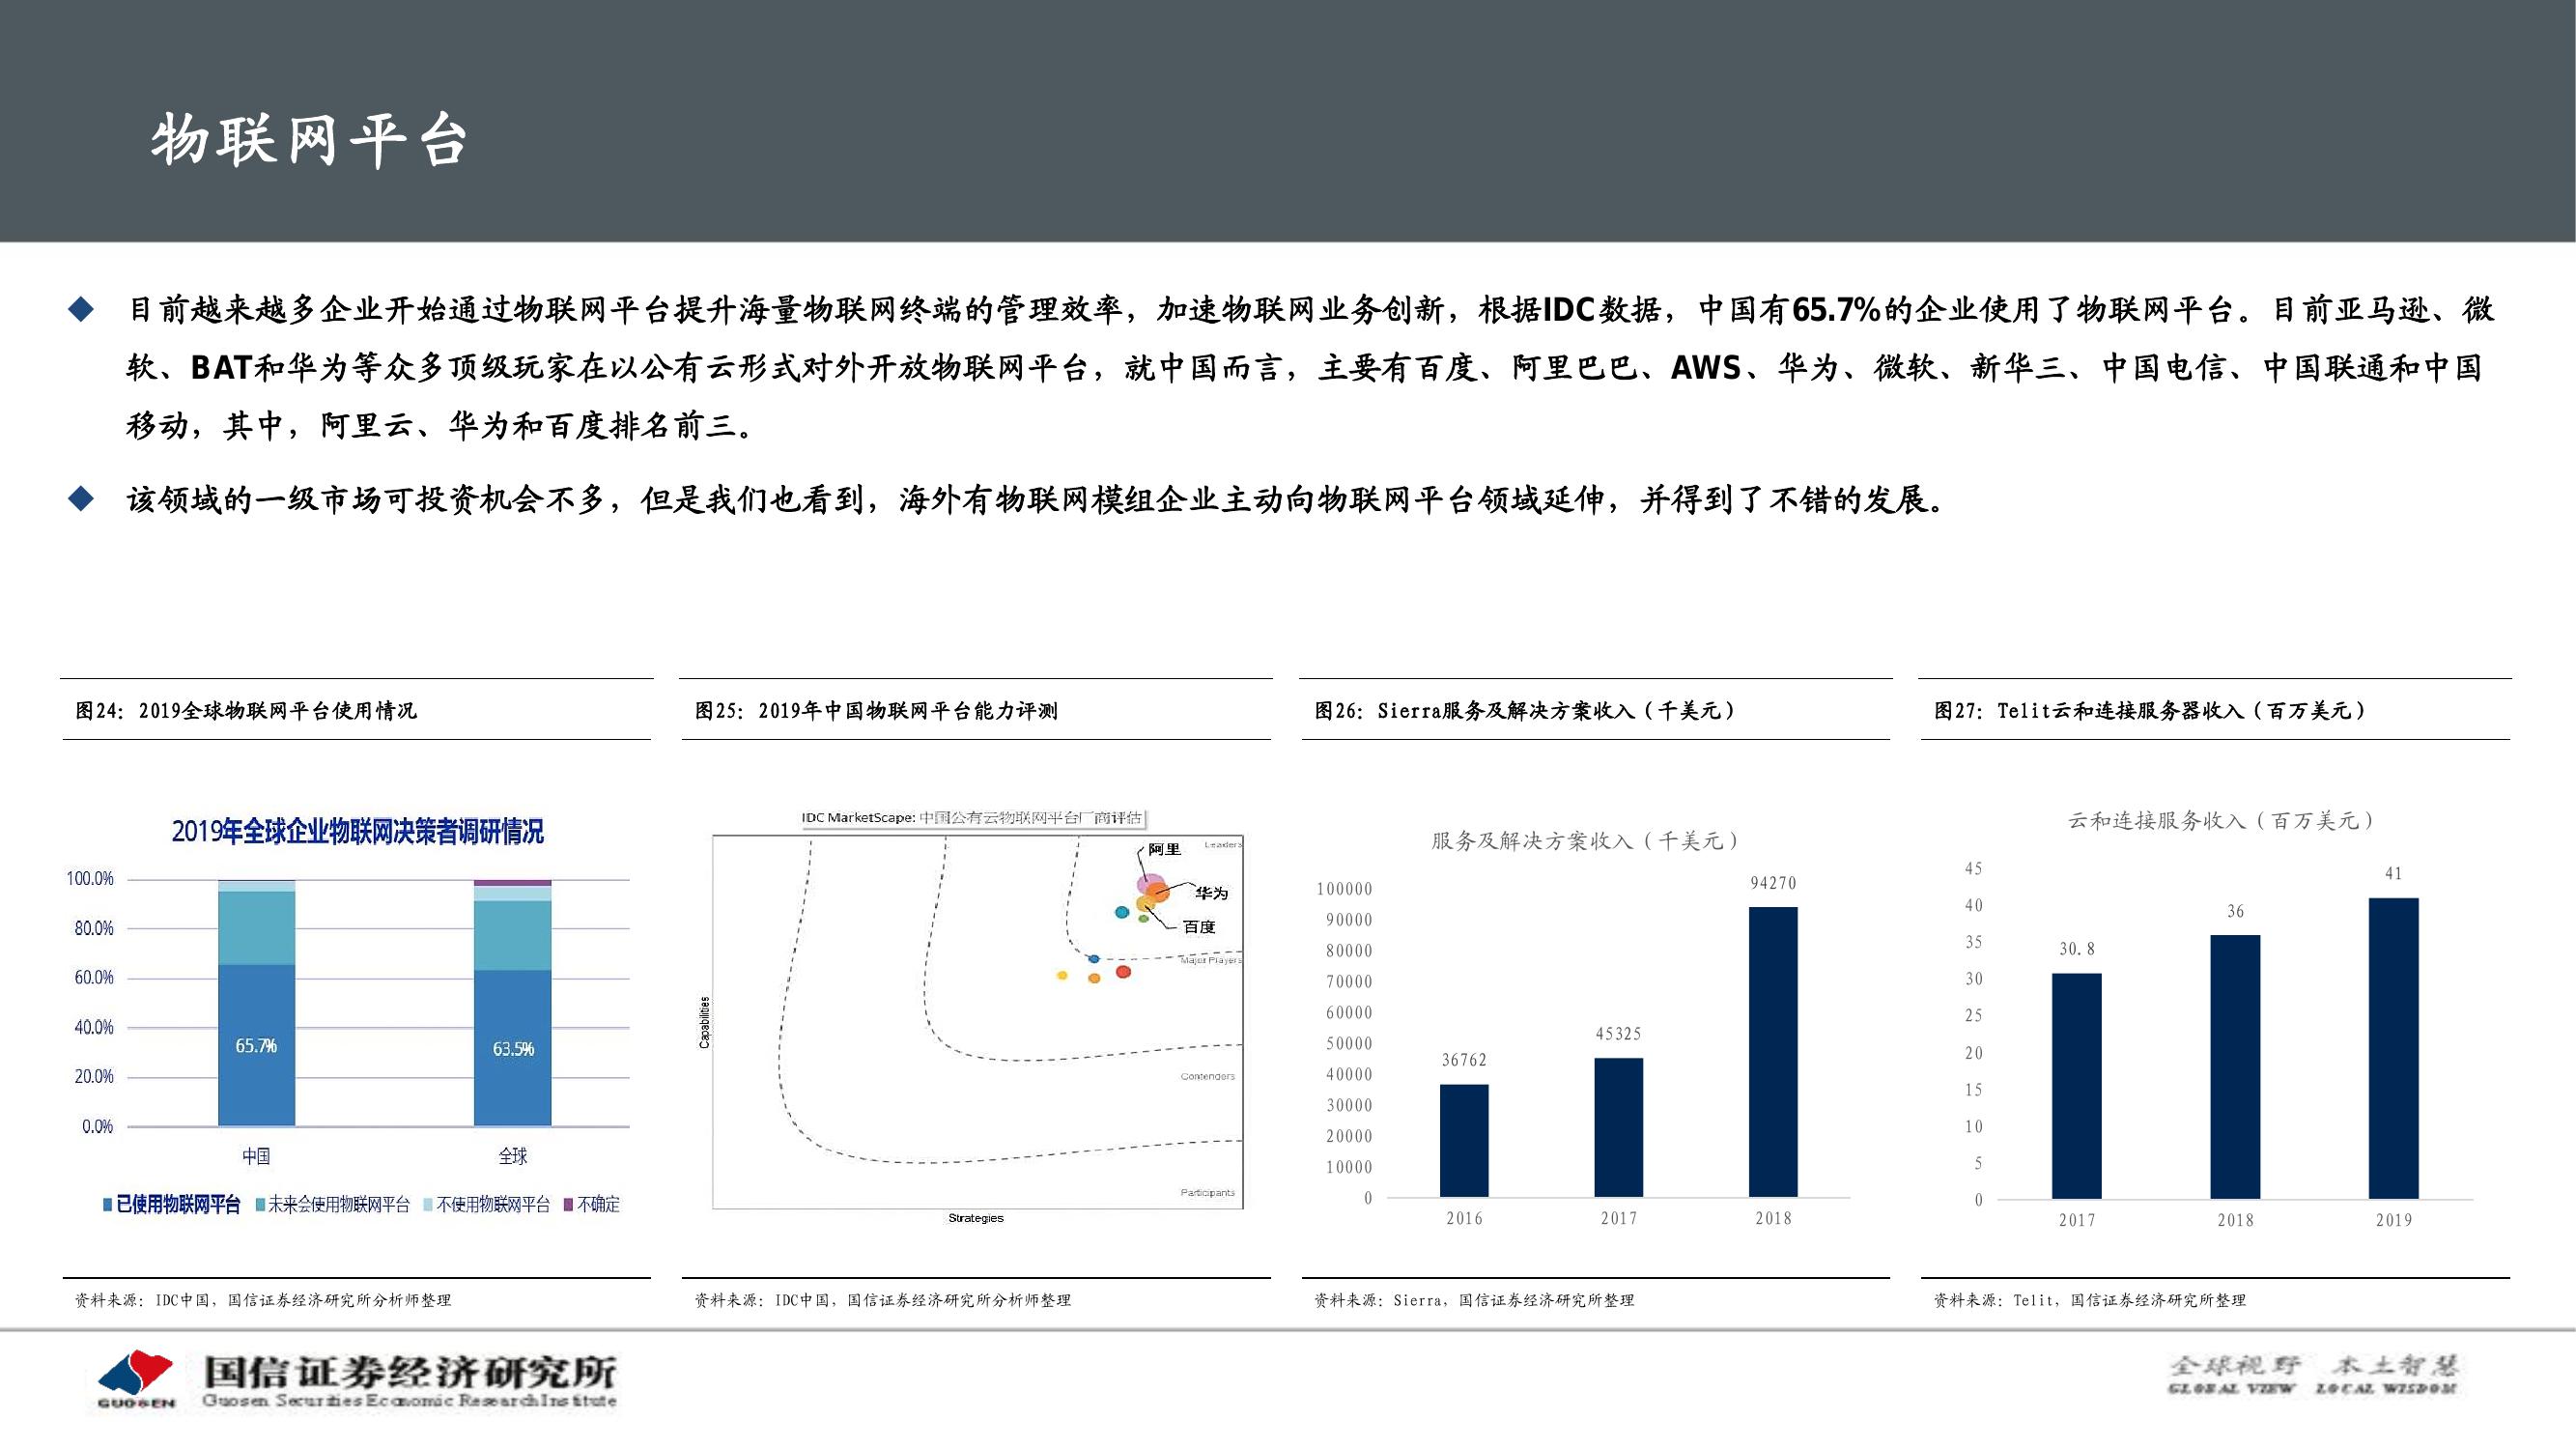 物联网平台
目前越来越多企业开始通过物联网平台提升海量物联网终端的管理效率，加速物联网业务创新，根据IDC数据，中国有65.7%的企业使用了物联网平台。目前亚马逊、微
软、BAT和华为等众多顶级玩家在以公有云形式对外开放物联网平台，就中国而言，主要有百度、阿里巴巴、AWS、华为、微软、新华三、中国电信、中国联通和中国
移动，其中，阿里云、华为和百度排名前三。
该领域的一级市场可投资机会不多，但是我们也看到，海外有物联网模组企业主动向物联网平台领域延伸，并得到了不错的发展。
图24：2019全球物联网平台使用情况
2019年全球企业物联网决策者调研情况
100.0%
80.0%
60.0%
40.0%
20.0%
0.0%
65.7%
63.5%
中国
全球
已使用物联网平台 未来会使用物联网平台 不使用物联网平台 不确定
资料来源：IDC中国，国信证券经济研究所分析师整理
图25：2019年中国物联网平台能力评测
IDC MarketScape: 中国公有云物联网平台厂商评估
阿里
Leaders
华为
百度
Major Players
Capabilities
Contenders
Participants
Strategies
资料来源：IDC中国，国信证券经济研究所分析师整理
图26：Sierra服务及解决方案收入（千美元）
服务及解决方案收入（千美元）
100000
90000
80000
70000
60000
50000
40000
30000
20000
10000
0
36762
45325
94270
2016
2017
2018
资料来源：Sierra，国信证券经济研究所整理
图27：Telit云和连接服务器收入（百万美元）
云和连接服务收入（百万美元）
45
40
35
30
25
20
15
10
5
0
30.8
36
41
2017
2018
2019
资料来源：Telit，国信证券经济研究所整理
GUOSEN
国信证券经济研究所
Guosen Securities Economic Research Institute
全球视野 本土智慧
GLOBAL VIEW LOCAL WISDOM